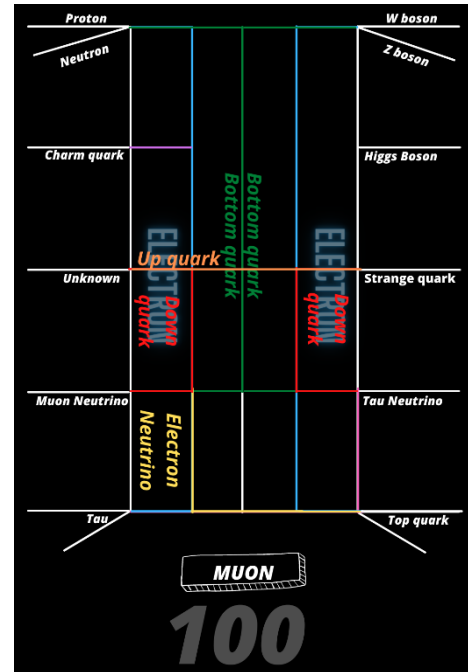 Proton
W boson
Neutron
Z boson
Charm quark
Higgs Boson
Bottom quark
Bottom quark
ELECTRON
ELECTRON
Up quark
Unknown
Strange quark
Down
quark
Down
quark
Muon Neutrino
Tau Neutrino
Electron
Neutrino
Tau
Top quark
MUON
100